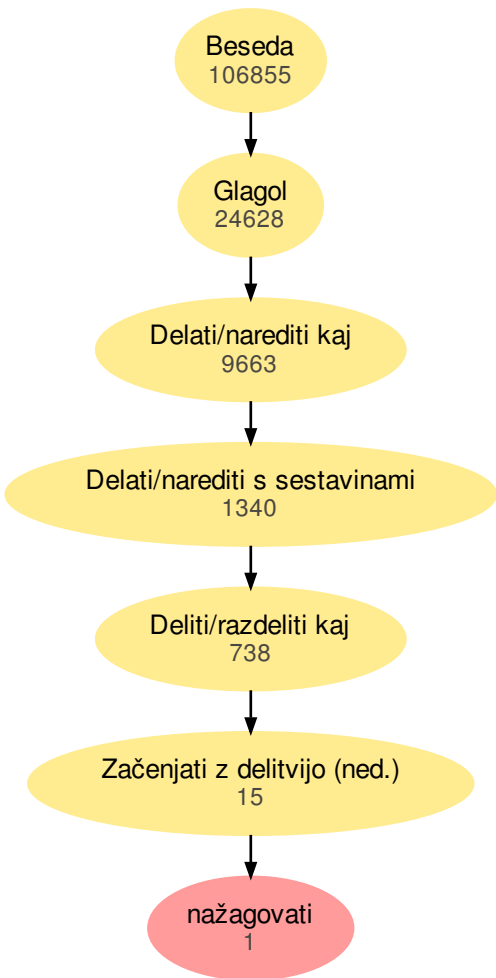 Beseda
106855
Glagol
24628
Delati/narediti kaj
9663
Delati/narediti s sestavinami
1340
Deliti/razdeliti kaj
738
Začenjati z delitvijo (ned.)
15
nažagovati
1